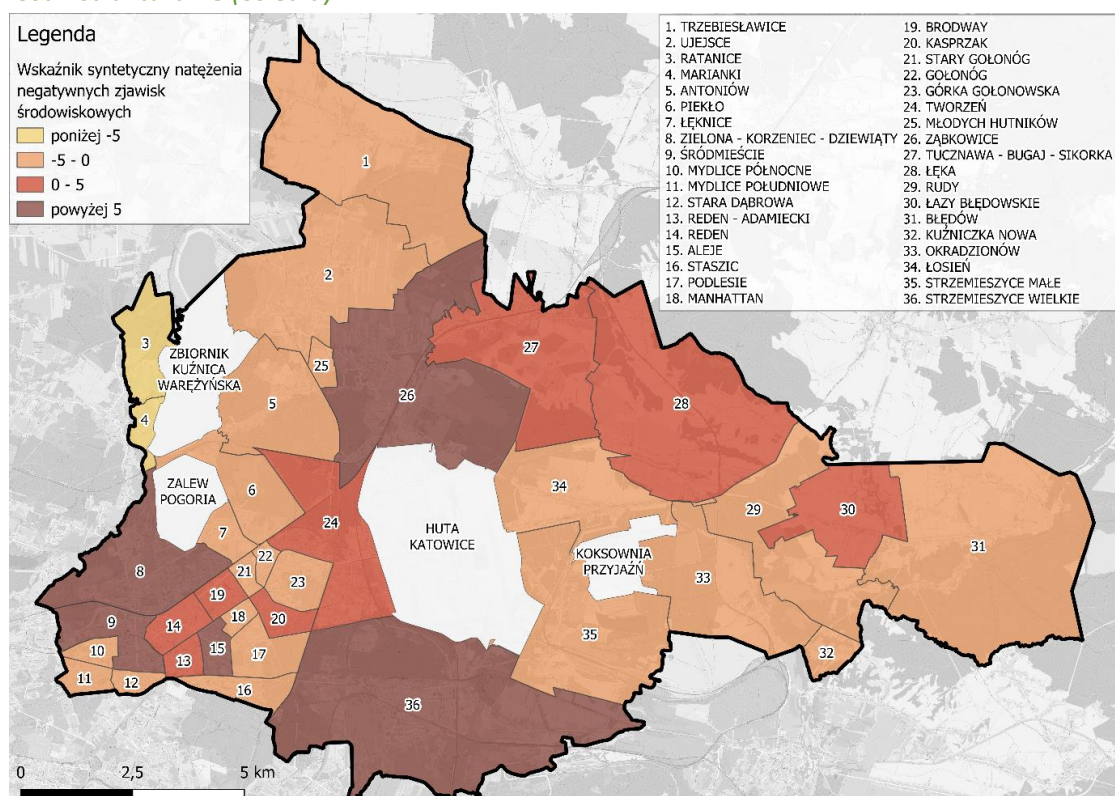 Legenda
Wskaźnik syntetyczny natężenia
negatywnych zjawisk
środowiskowych
poniżej -5
-5 - 0
0 - 5
powyżej 5
1. TRZEBIESŁAWICE
2. UJEJSCE
3. RATANICE
4. MARIANKI
5. ANTONIÓW
6. PIEKŁO
7. ŁĘKNICE
8. ZIELONA - KORZENIEC - DZIEWIĄTY
9. ŚRÓDMIEŚCIE
10. MYDLICE PÓŁNOCNE
11. MYDLICE POŁUDNIOWE
12. STARA DĄBROWA
13. REDEN - ADAMIECKI
14. REDEN
15. ALEJE
16. STASZIC
17. PODLESIE
18. MANHATTAN
19. BRODWAY
20. KASPRZAK
21. STARY GOŁONÓG
22. GOŁONÓG
23. GÓRKA GOŁONOWSKA
24. TWORZEŃ
25. MŁODYCH HUTNIKÓW
26. ZĄBKOWICE
27. TUCZNAWA - BUGAJ - SIKORKA
28. ŁĘKA
29. RUDY
30. ŁAZY BŁĘDOWSKIE
31. BŁĘDÓW
32. KUŹNICZKA NOWA
33. OKRADZIONÓW
34. ŁOSIEŃ
35. STRZEMIESZYCE MAŁE
36. STRZEMIESZYCE WIELKIE
1
2
3
ZBIORNIK
KUŹNICA
WARĘŻYŃSKA
25
27
26
5
28
4
ZALEW
POGORIA
6
34
24
HUTA
KATOWICE
29
30
7
KOKSOWNIA
PRZYJAŹŃ
31
22
8
21
23
33
19
18
20
9
14
35
15
10
13
17
32
11
12
16
36
0
2,5
5 km